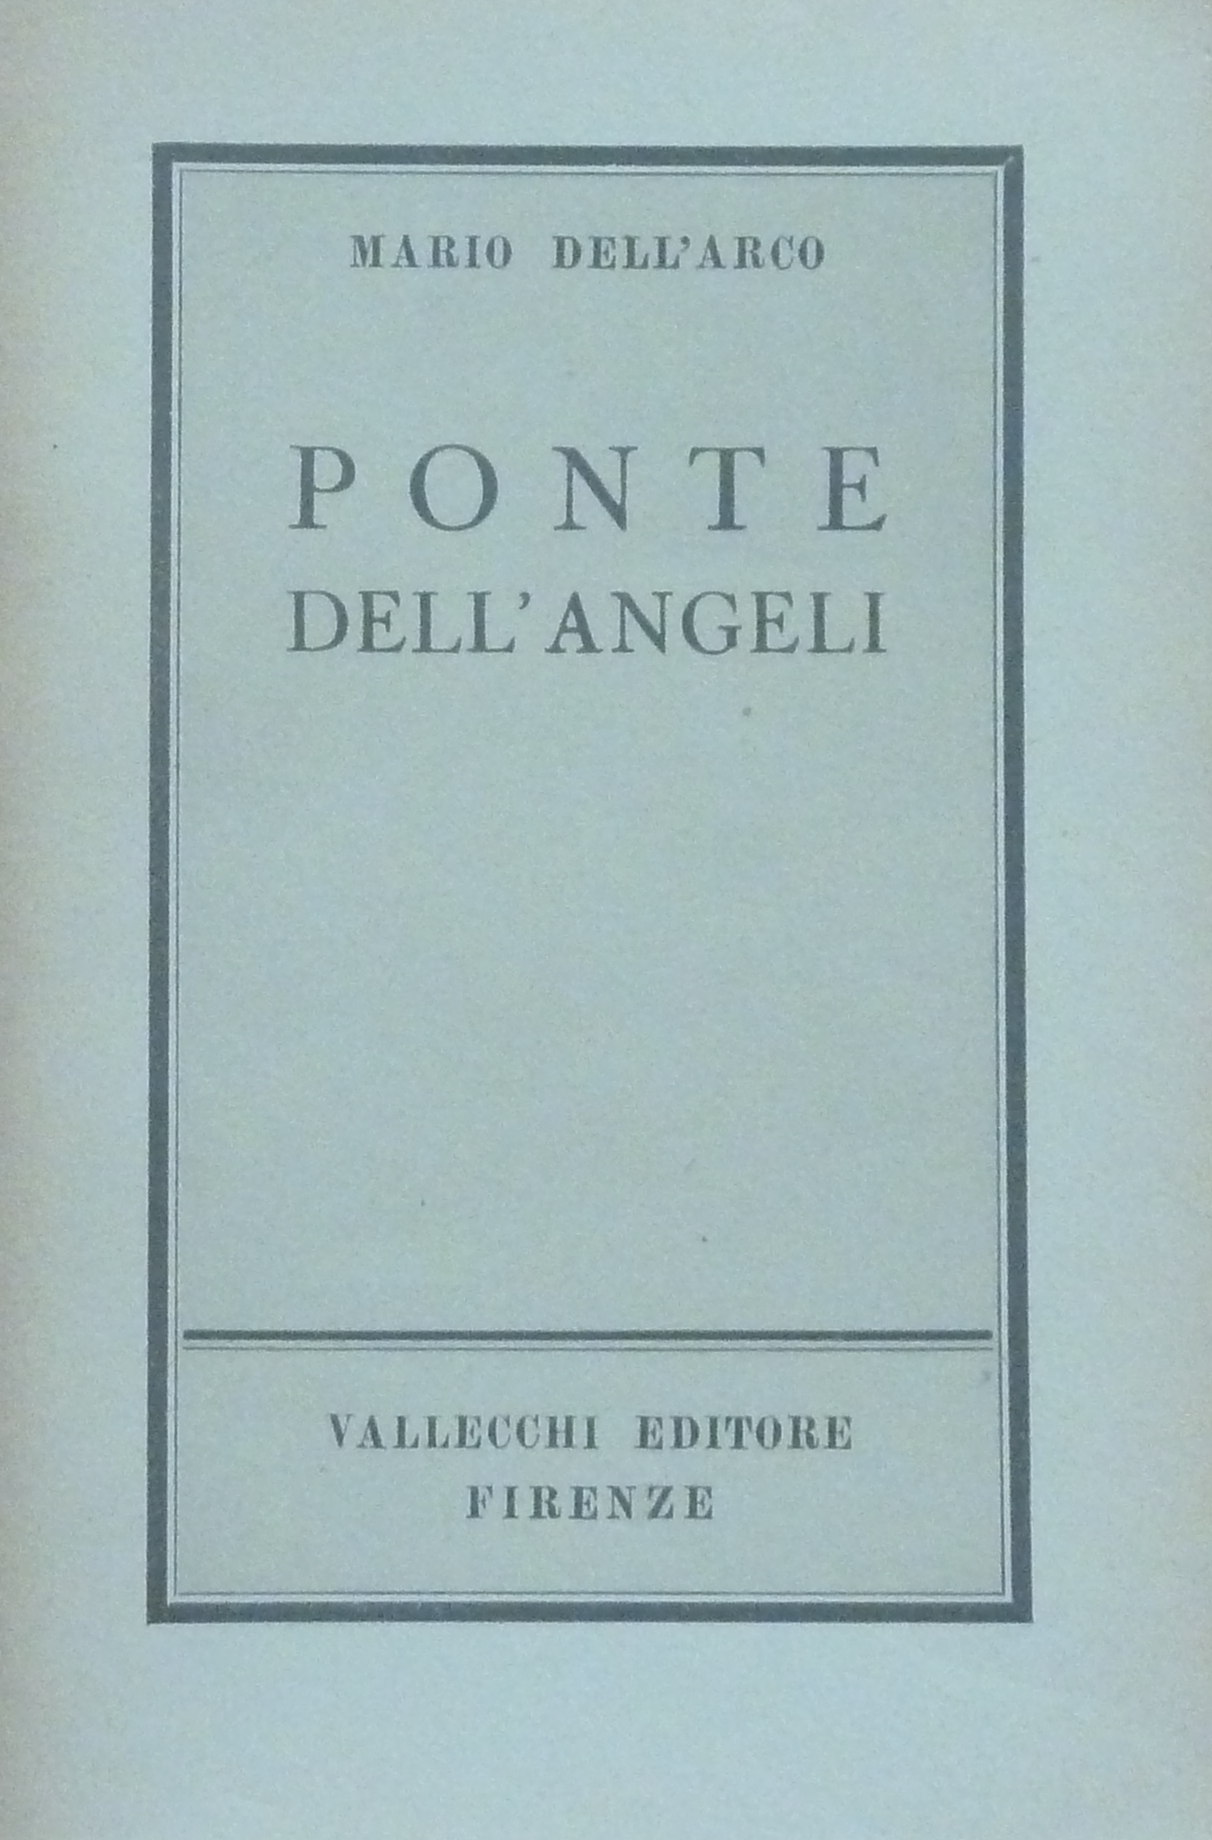 MARIO DELL'ARCO
PONTE
DELL'ANGELI
VALLECCHI EDITORE
FIRENZE